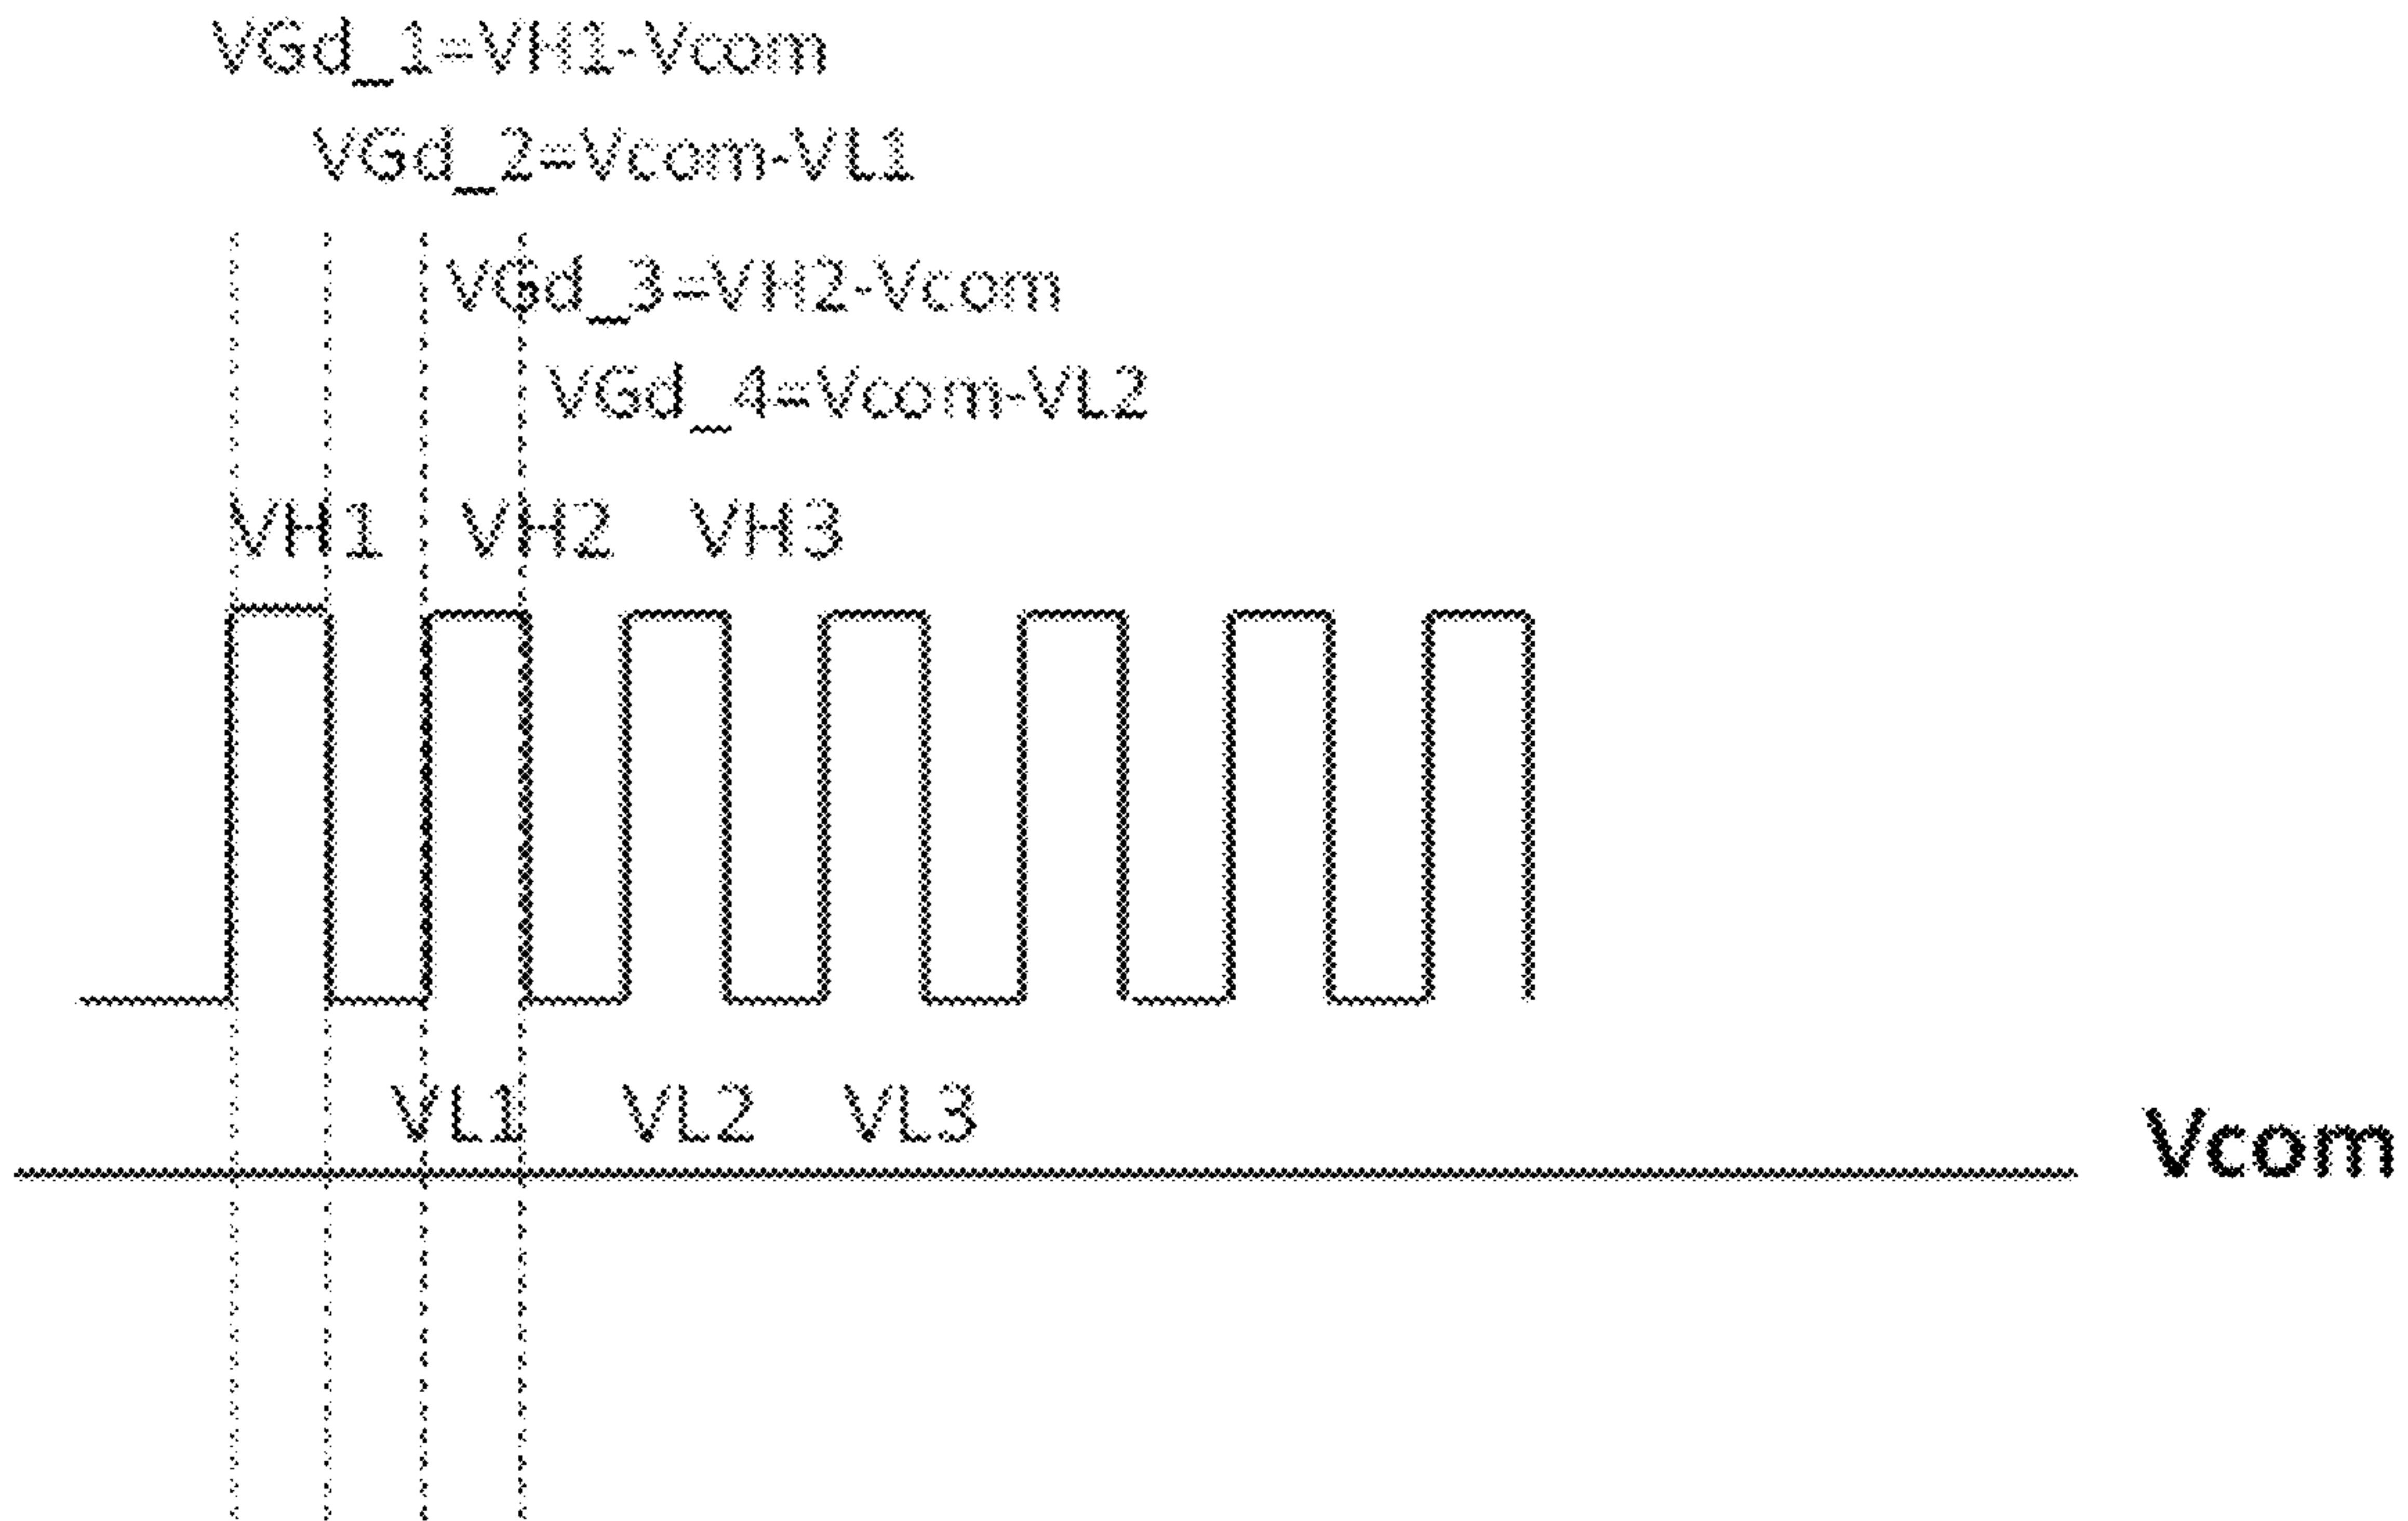 VGd_1=VH1-Vcom
VGd_2=Vcom-VL1
VGd_3=VH2-Vcom
VGd_4=Vcom-VL2
VH1 VH2 VH3
VL1 VL2 VL3
Vcom